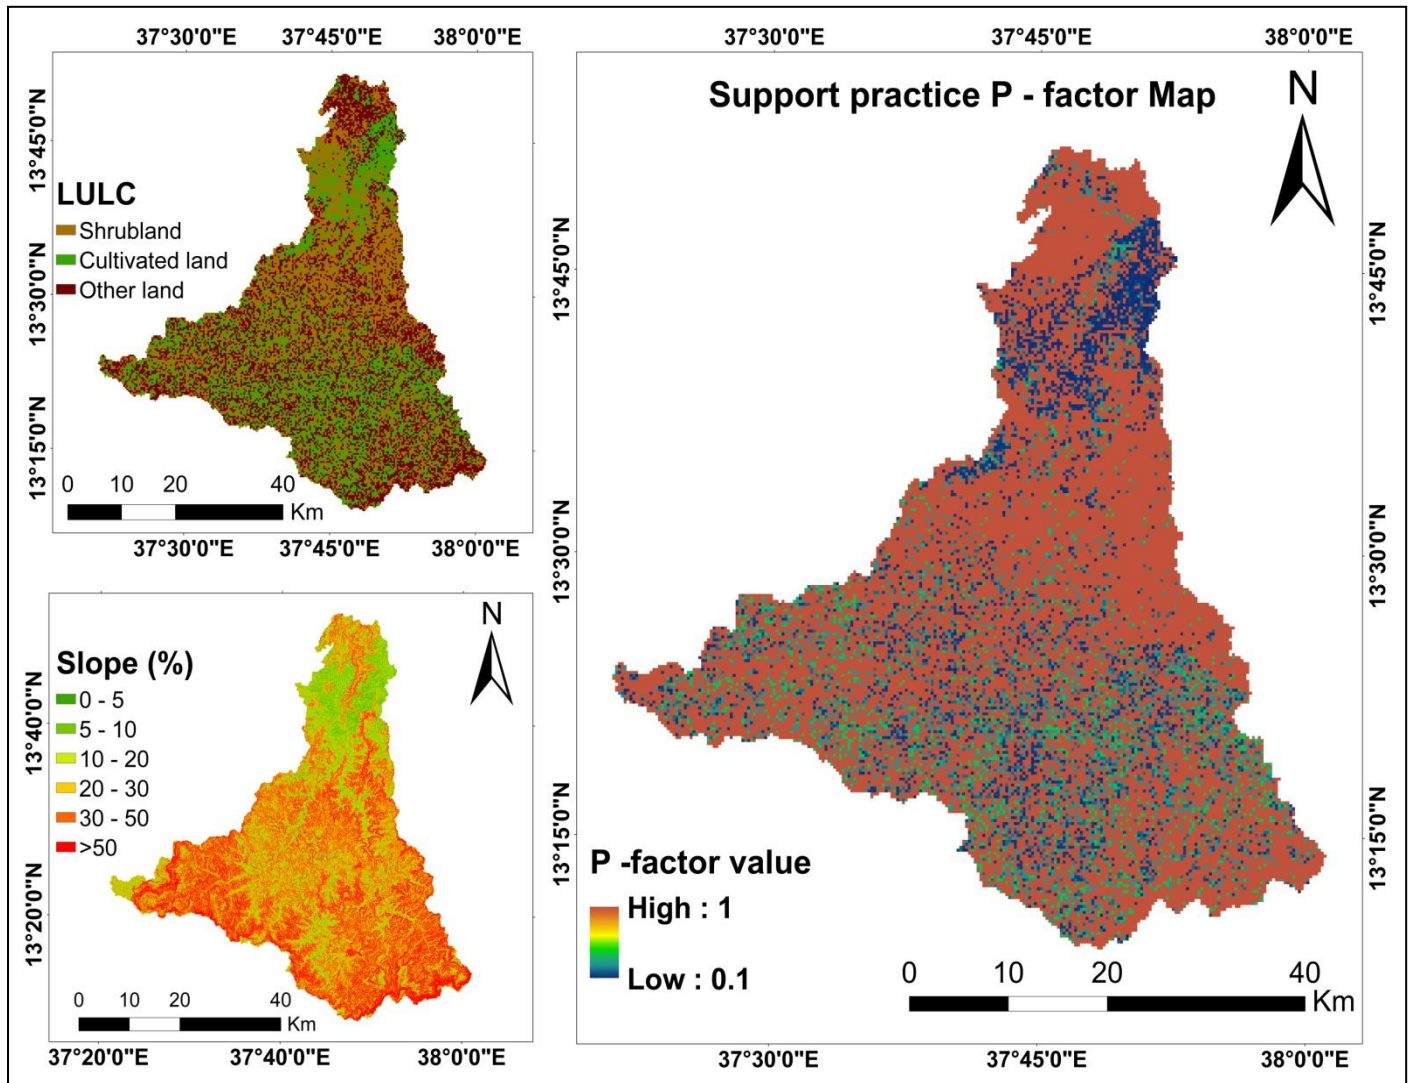 37°30'0"E 37°45'0"E 38°0'0"E
13°45'0"N
13°30'0"N
13°15'0"N
LULC
Shrubland
Cultivated land
Other land
0 10 20 40
Km
37°30'0"E 37°45'0"E 38°0'0"E
N
Slope (%)
0 - 5
5 - 10
10 - 20
20 - 30
30 - 50
>50
13°40'0"N
13°20'0"N
0 10 20 40
Km
37°20'0"E 37°40'0"E 38°0'0"E
37°30'0"E 37°45'0"E 38°0'0"E
Support practice P - factor Map
N
13°45'0"N 13°45'0"N
13°30'0"N 13°30'0"N
13°15'0"N 13°15'0"N
P -factor value
High : 1
Low : 0.1
0 10 20 40
Km
37°30'0"E 37°45'0"E 38°0'0"E